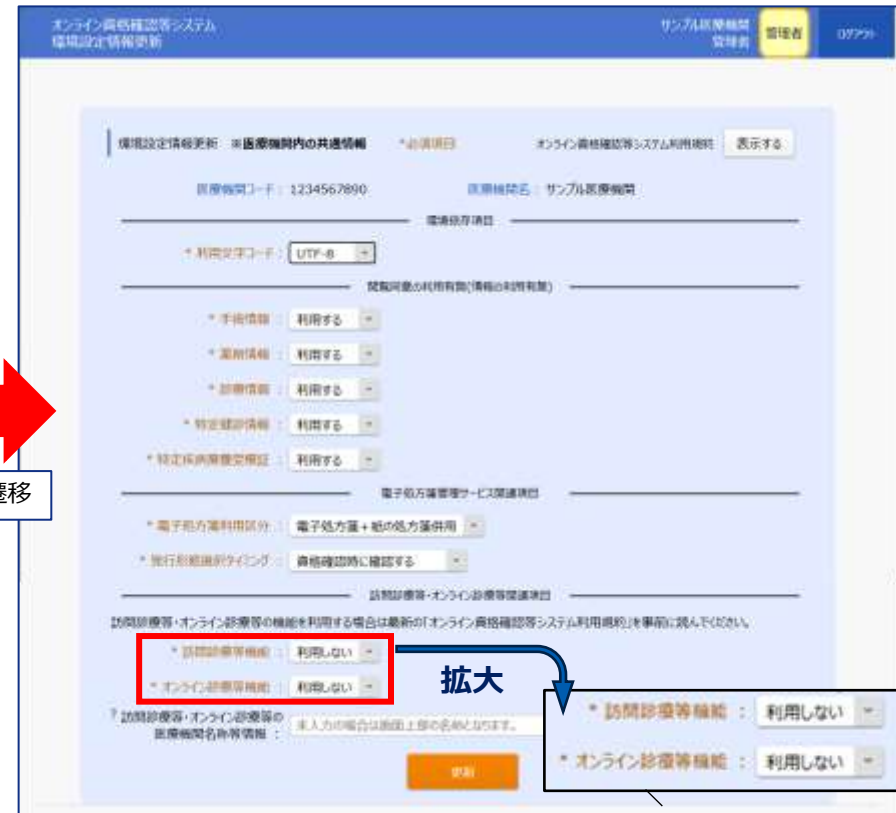 オンライン資格確認等システム
環境設定情報更新
サンプル医療機関
管理者
管理者
ログアウト
環境設定情報更新 ※医療機関内の共通情報 *必須項目 オンライン資格確認等システム利用規約 表示する
医療機関コード : 1234567890 医療機関名 : サンプル医療機関
環境依存項目
* 利用文字コード : UTF-8
閲覧同意の利用有無(情報の利用有無)
* 手術情報 : 利用する
* 薬剤情報 : 利用する
* 診療情報 : 利用する
* 特定健診情報 : 利用する
* 特定疾病療養受療証 : 利用する
遷移
電子処方箋管理サービス関連項目
* 電子処方箋利用区分 : 電子処方箋+紙の処方箋併用
* 発行形態選択タイミング : 資格確認時に確認する
訪問診療等・オンライン診療等関連項目
訪問診療等・オンライン診療等の機能を利用する場合は最新の「オンライン資格確認等システム利用規約」を事前に読んでください。
* 訪問診療等機能 : 利用しない
* オンライン診療等機能 : 利用しない
拡大
? 訪問診療等・オンライン診療等の
医療機関名称等情報 :
未入力の場合は画面上部の名称となります。
更新
* 訪問診療等機能 : 利用しない
* オンライン診療等機能 : 利用しない